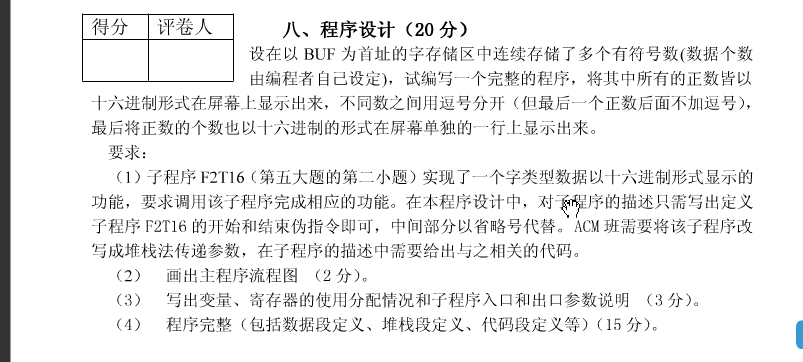 得分 评卷人
八、程序设计（20 分）
设在以 BUF 为首址的字存储区中连续存储了多个有符号数(数据个数
由编程者自己设定)，试编写一个完整的程序，将其中所有的正数皆以
十六进制形式在屏幕上显示出来，不同数之间用逗号分开（但最后一个正数后面不加逗号），
最后将正数的个数也以十六进制的形式在屏幕单独的一行上显示出来。
要求：
（1）子程序 F2T16（第五大题的第二小题）实现了一个字类型数据以十六进制形式显示的
功能，要求调用该子程序完成相应的功能。在本程序设计中，对子程序的描述只需写出定义
子程序 F2T16 的开始和结束伪指令即可，中间部分以省略号代替。ACM 班需要将该子程序改
写成堆栈法传递参数，在子程序的描述中需要给出与之相关的代码。
（2） 画出主程序流程图 （2 分）。
（3） 写出变量、寄存器的使用分配情况和子程序入口和出口参数说明 （3 分）。
（4） 程序完整（包括数据段定义、堆栈段定义、代码段定义等）（15 分）。